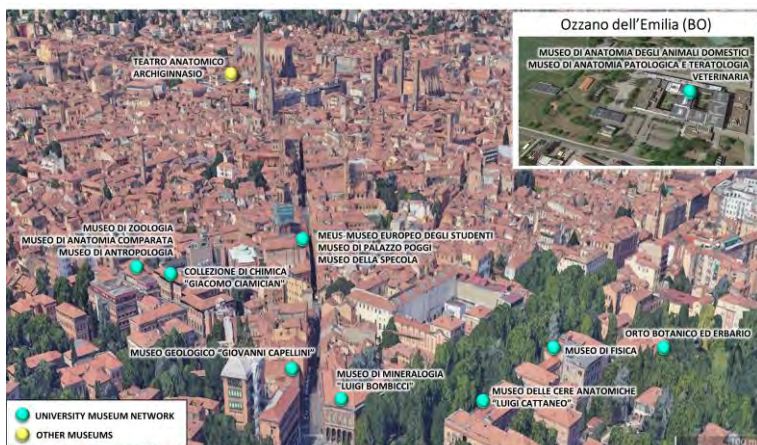 Ozzano dell'Emilia (BO)
MUSEO DI ANATOMIA DEGLI ANIMALI DOMESTICI
MUSEO DI ANATOMIA PATOLOGICA E TERATOLOGIA
VETERINARIA
TEATRO ANATOMICO
ARCHIGINNASIO
MUSEO DI ZOOLOGIA
MUSEO DI ANATOMIA COMPARATA
MUSEO DI ANTROPOLOGIA
COLLEZIONE DI CHIMICA
"GIACOMO CIAMICIAN"
MEUS-MUSEO EUROPEO DEGLI STUDENTI
MUSEO DI PALAZZO POGGI
MUSEO DELLA SPECOLA
MUSEO GEOLOGICO "GIOVANNI CAPELLINI"
MUSEO DI MINERALOGIA
"LUIGI BOMBICCI"
MUSEO DI FISICA
ORTO BOTANICO ED ERBARIO
MUSEO DELLE CERE ANATOMICHE
"LUIGI CATTANEO"
UNIVERSITY MUSEUM NETWORK
OTHER MUSEUMS
100 m